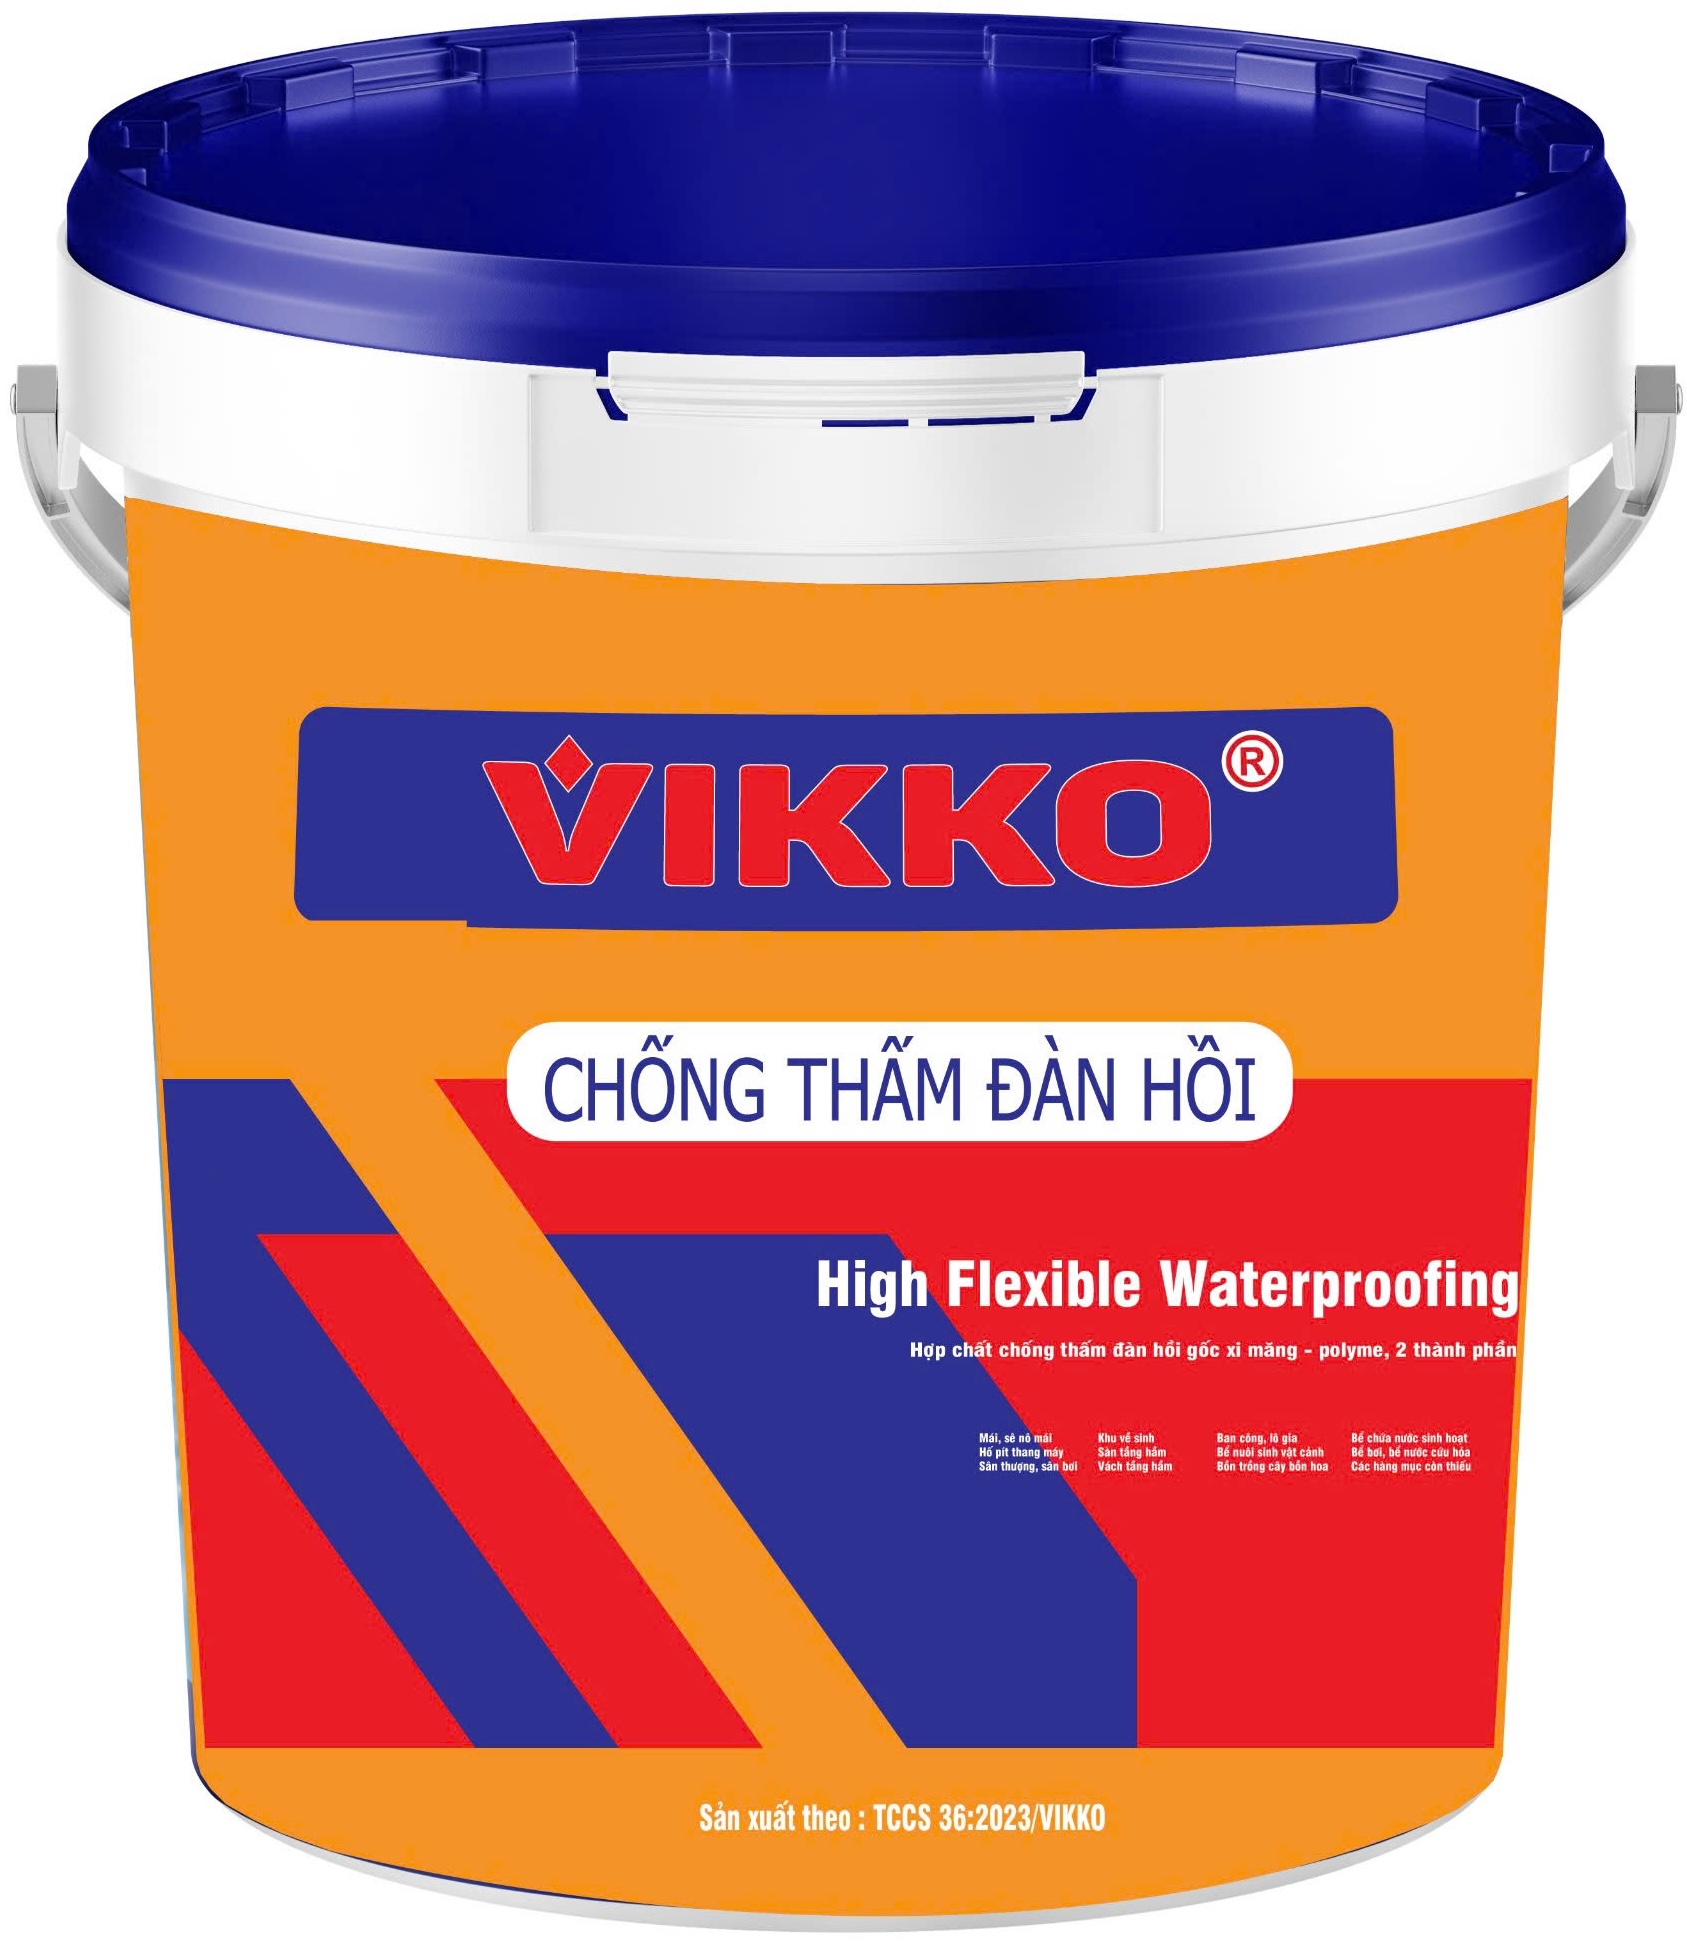 VIKKO®
CHỐNG THẤM ĐÀN HỒI
High Flexible Waterproofing
Hợp chất chống thấm đàn hồi gốc xi măng - polyme, 2 thành phần
Mái, sê nô mái Khu vệ sinh Ban công, lô gia Bể chứa nước sinh hoạt
Hố pít thang máy Sàn tầng hầm Bể nuôi sinh vật cảnh Bể bơi, bể nước cứu hỏa
Sân thượng, sân bơi Vách tầng hầm Bồn trồng cây bồn hoa Các hàng mục còn thiếu
Sản xuất theo : TCCS 36:2023/VIKKO